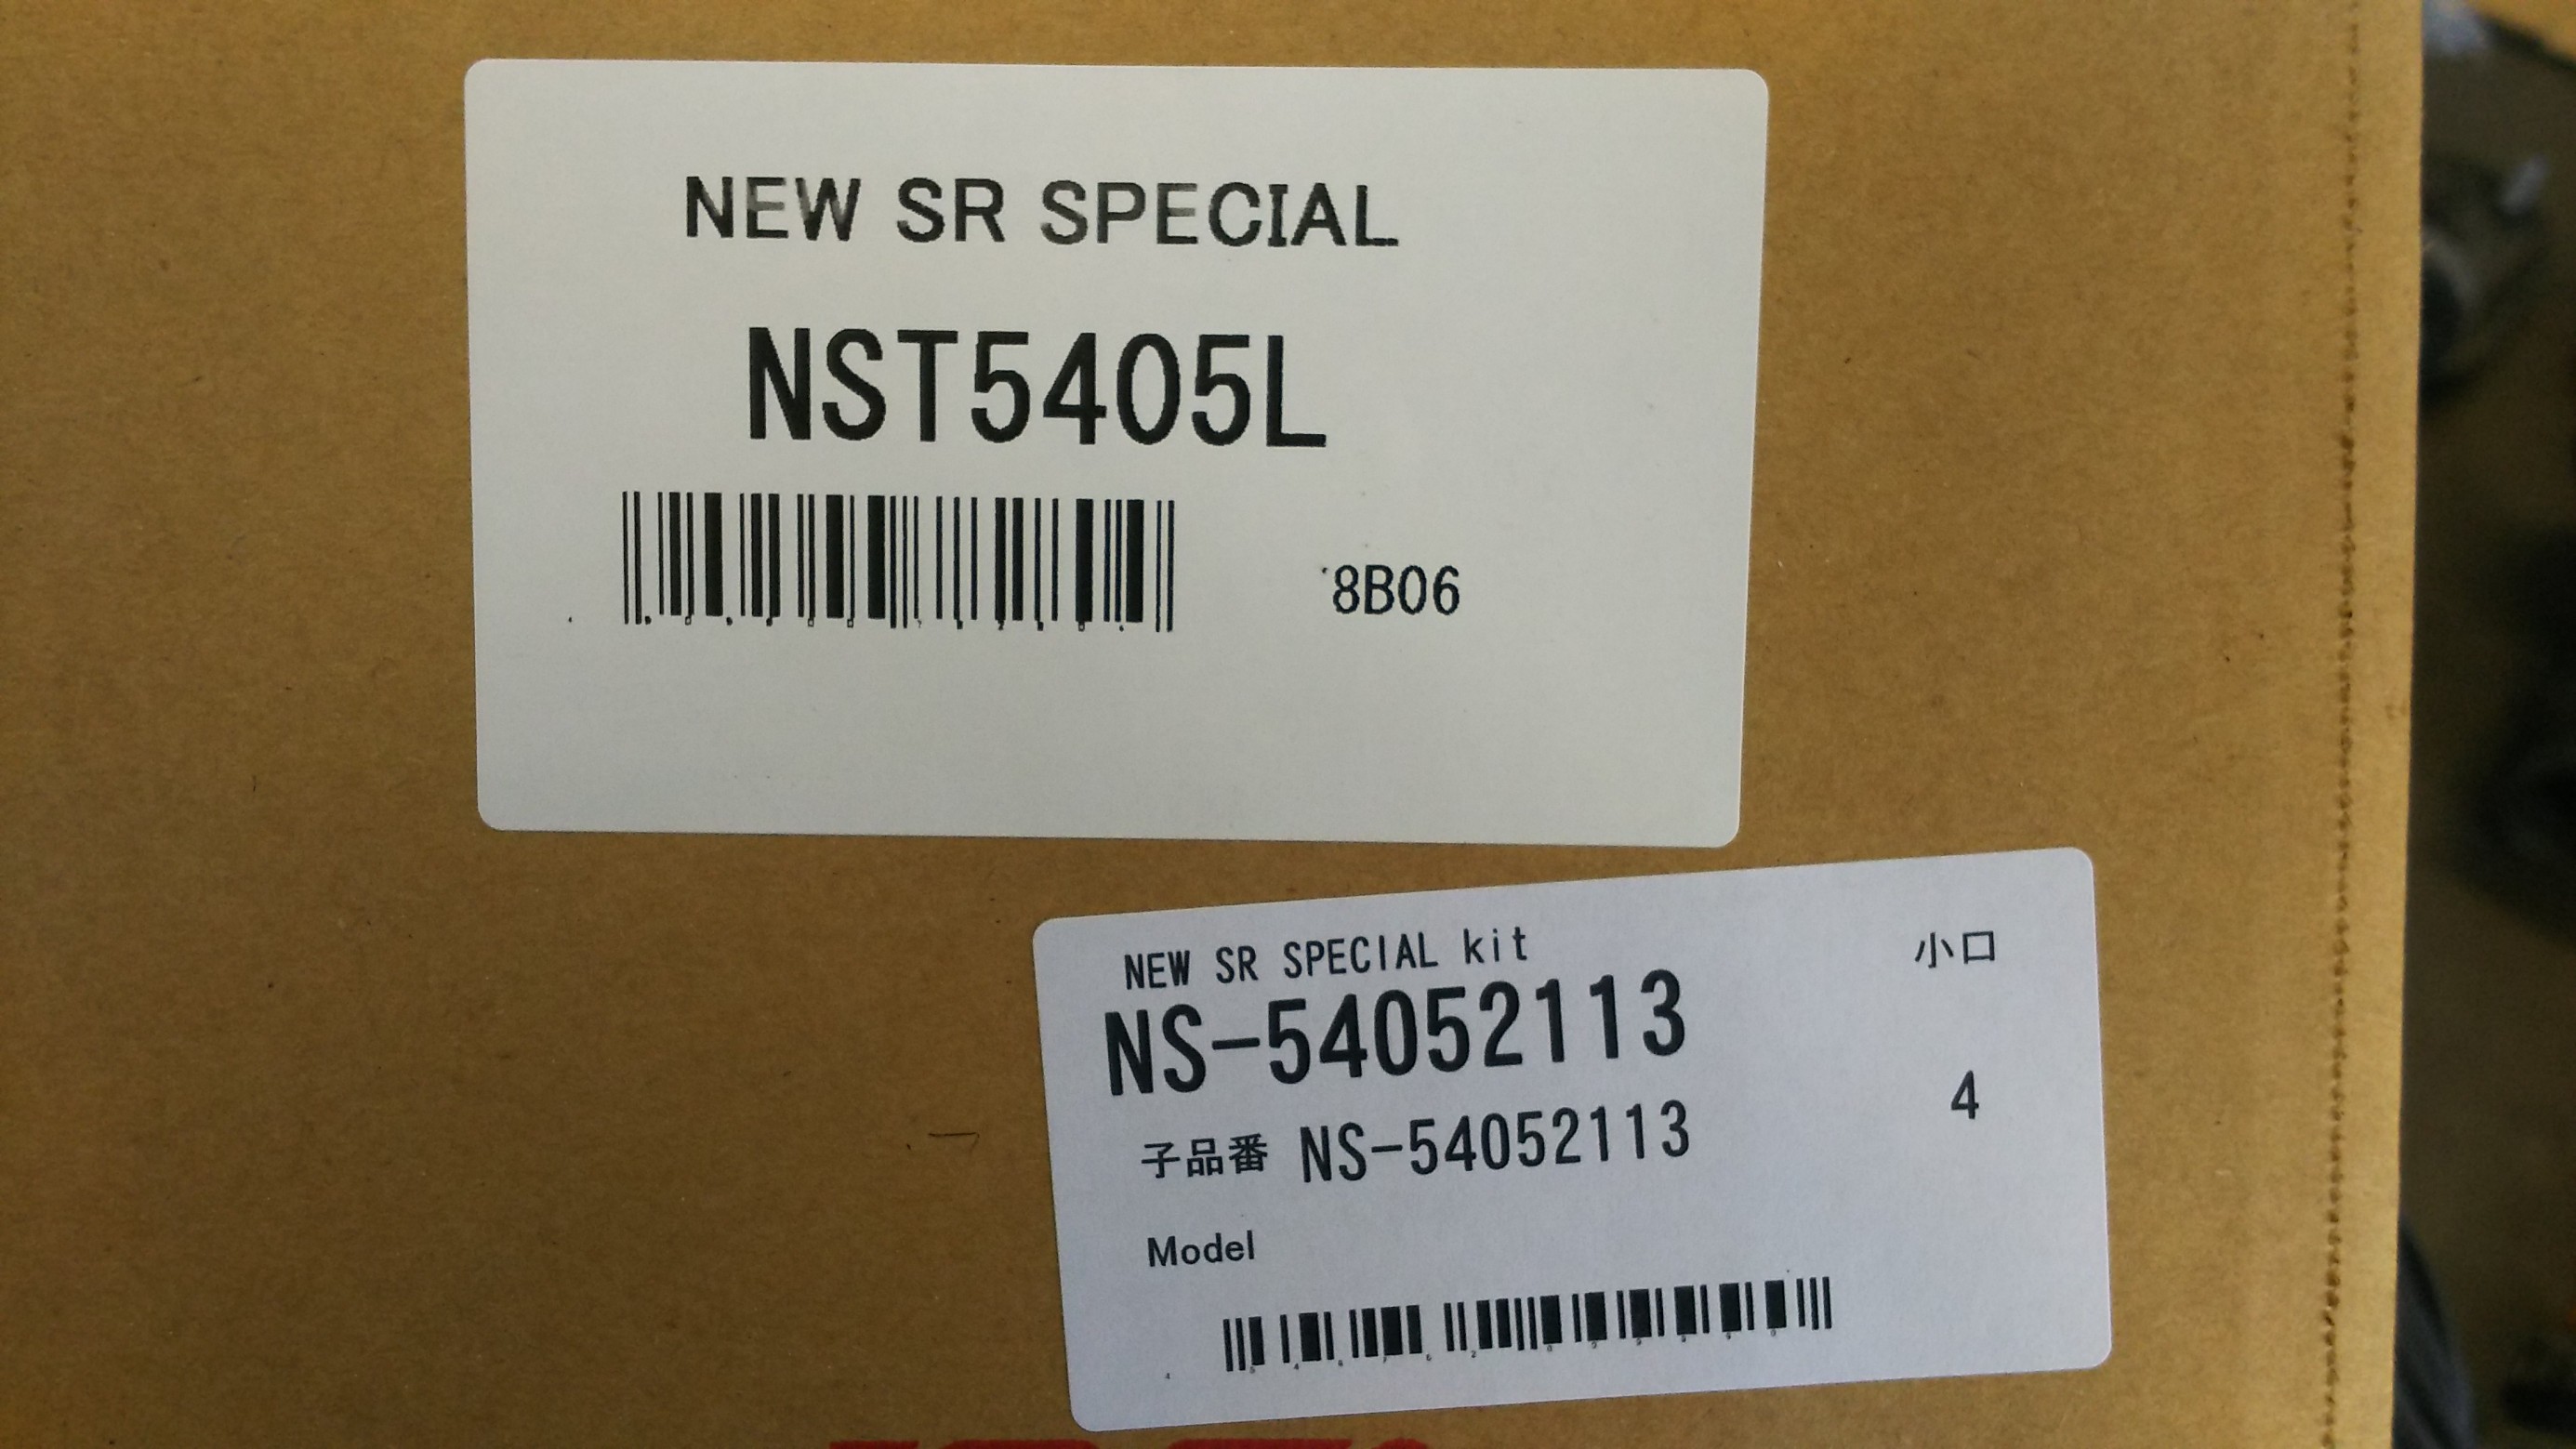 NEW SR SPECIAL
NST5405L
8B06
NEW SR SPECIAL kit
小口
NS-54052113
4
子品番 NS-54052113
Model